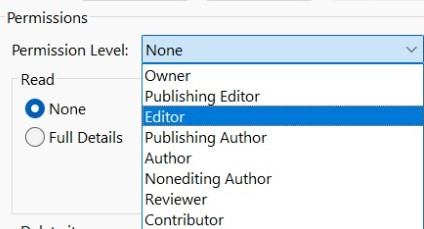 Permissions
Permission Level: None
Owner
Read
Publishing Editor
None
Editor
Full Details
Publishing Author
Author
Nonediting Author
Reviewer
Contributor